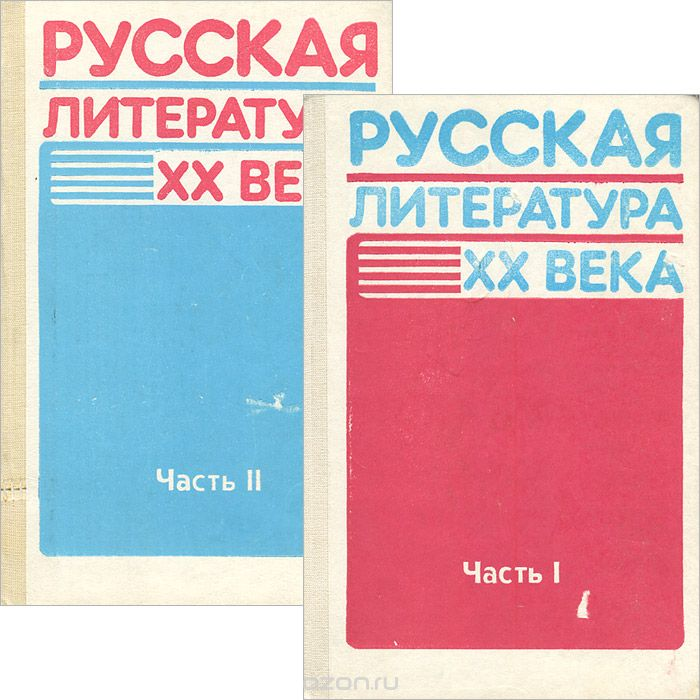 РУССКАЯ
ЛИТЕРАТУ
XX ВЕ
Часть II
РУССКАЯ
ЛИТЕРАТУРА
XX ВЕКА
Часть I
ozon.ru